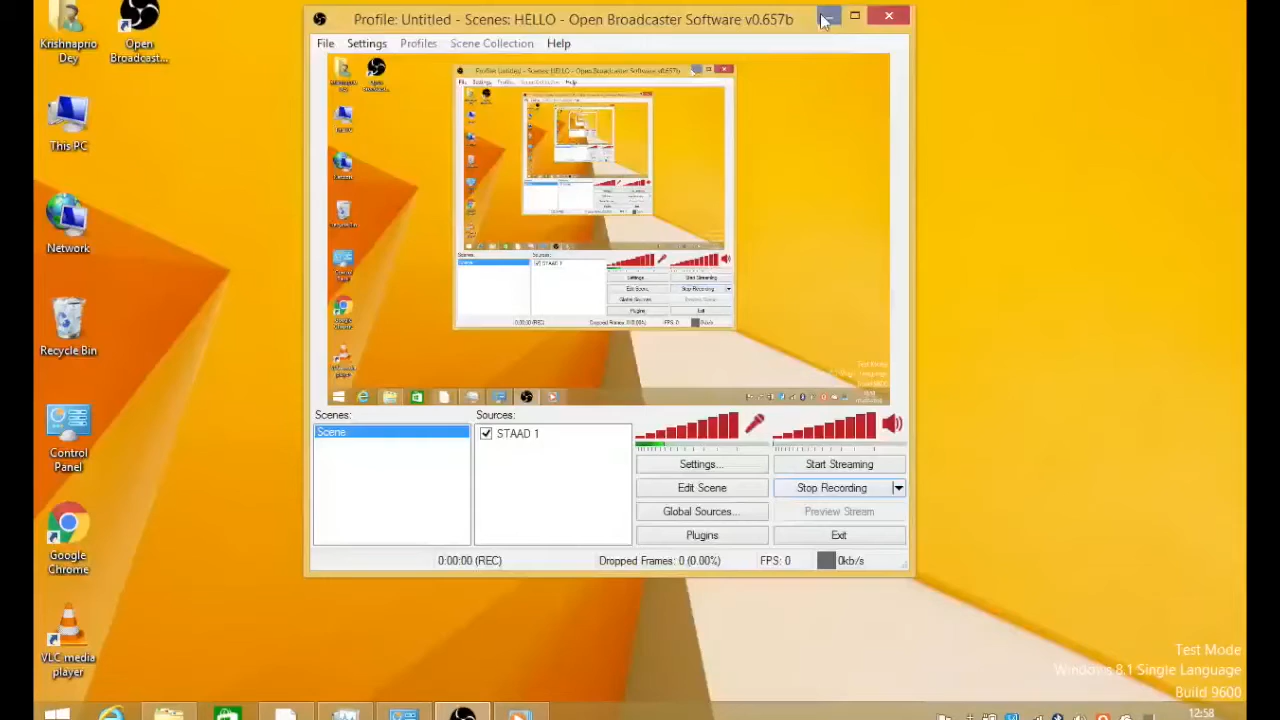 Profile: Untitled - Scenes: HELLO - Open Broadcaster Software v0.657b
Krishnaprio
Dey
Open
Broadcast...
File
Settings
Profiles
Scene Collection
Help
This PC
Network
Recycle Bin
Control
Panel
Google
Chrome
VLC media
player
Scenes:
Sources:
Scene
STAAD 1
Settings...
Start Streaming
Edit Scene
Stop Recording
Global Sources...
Preview Stream
Plugins
Exit
0:00:00 (REC)
Dropped Frames: 0 (0.00%)
FPS: 0
0kb/s
Test Mode
Windows 8.1 Single Language
Build 9600
12:58